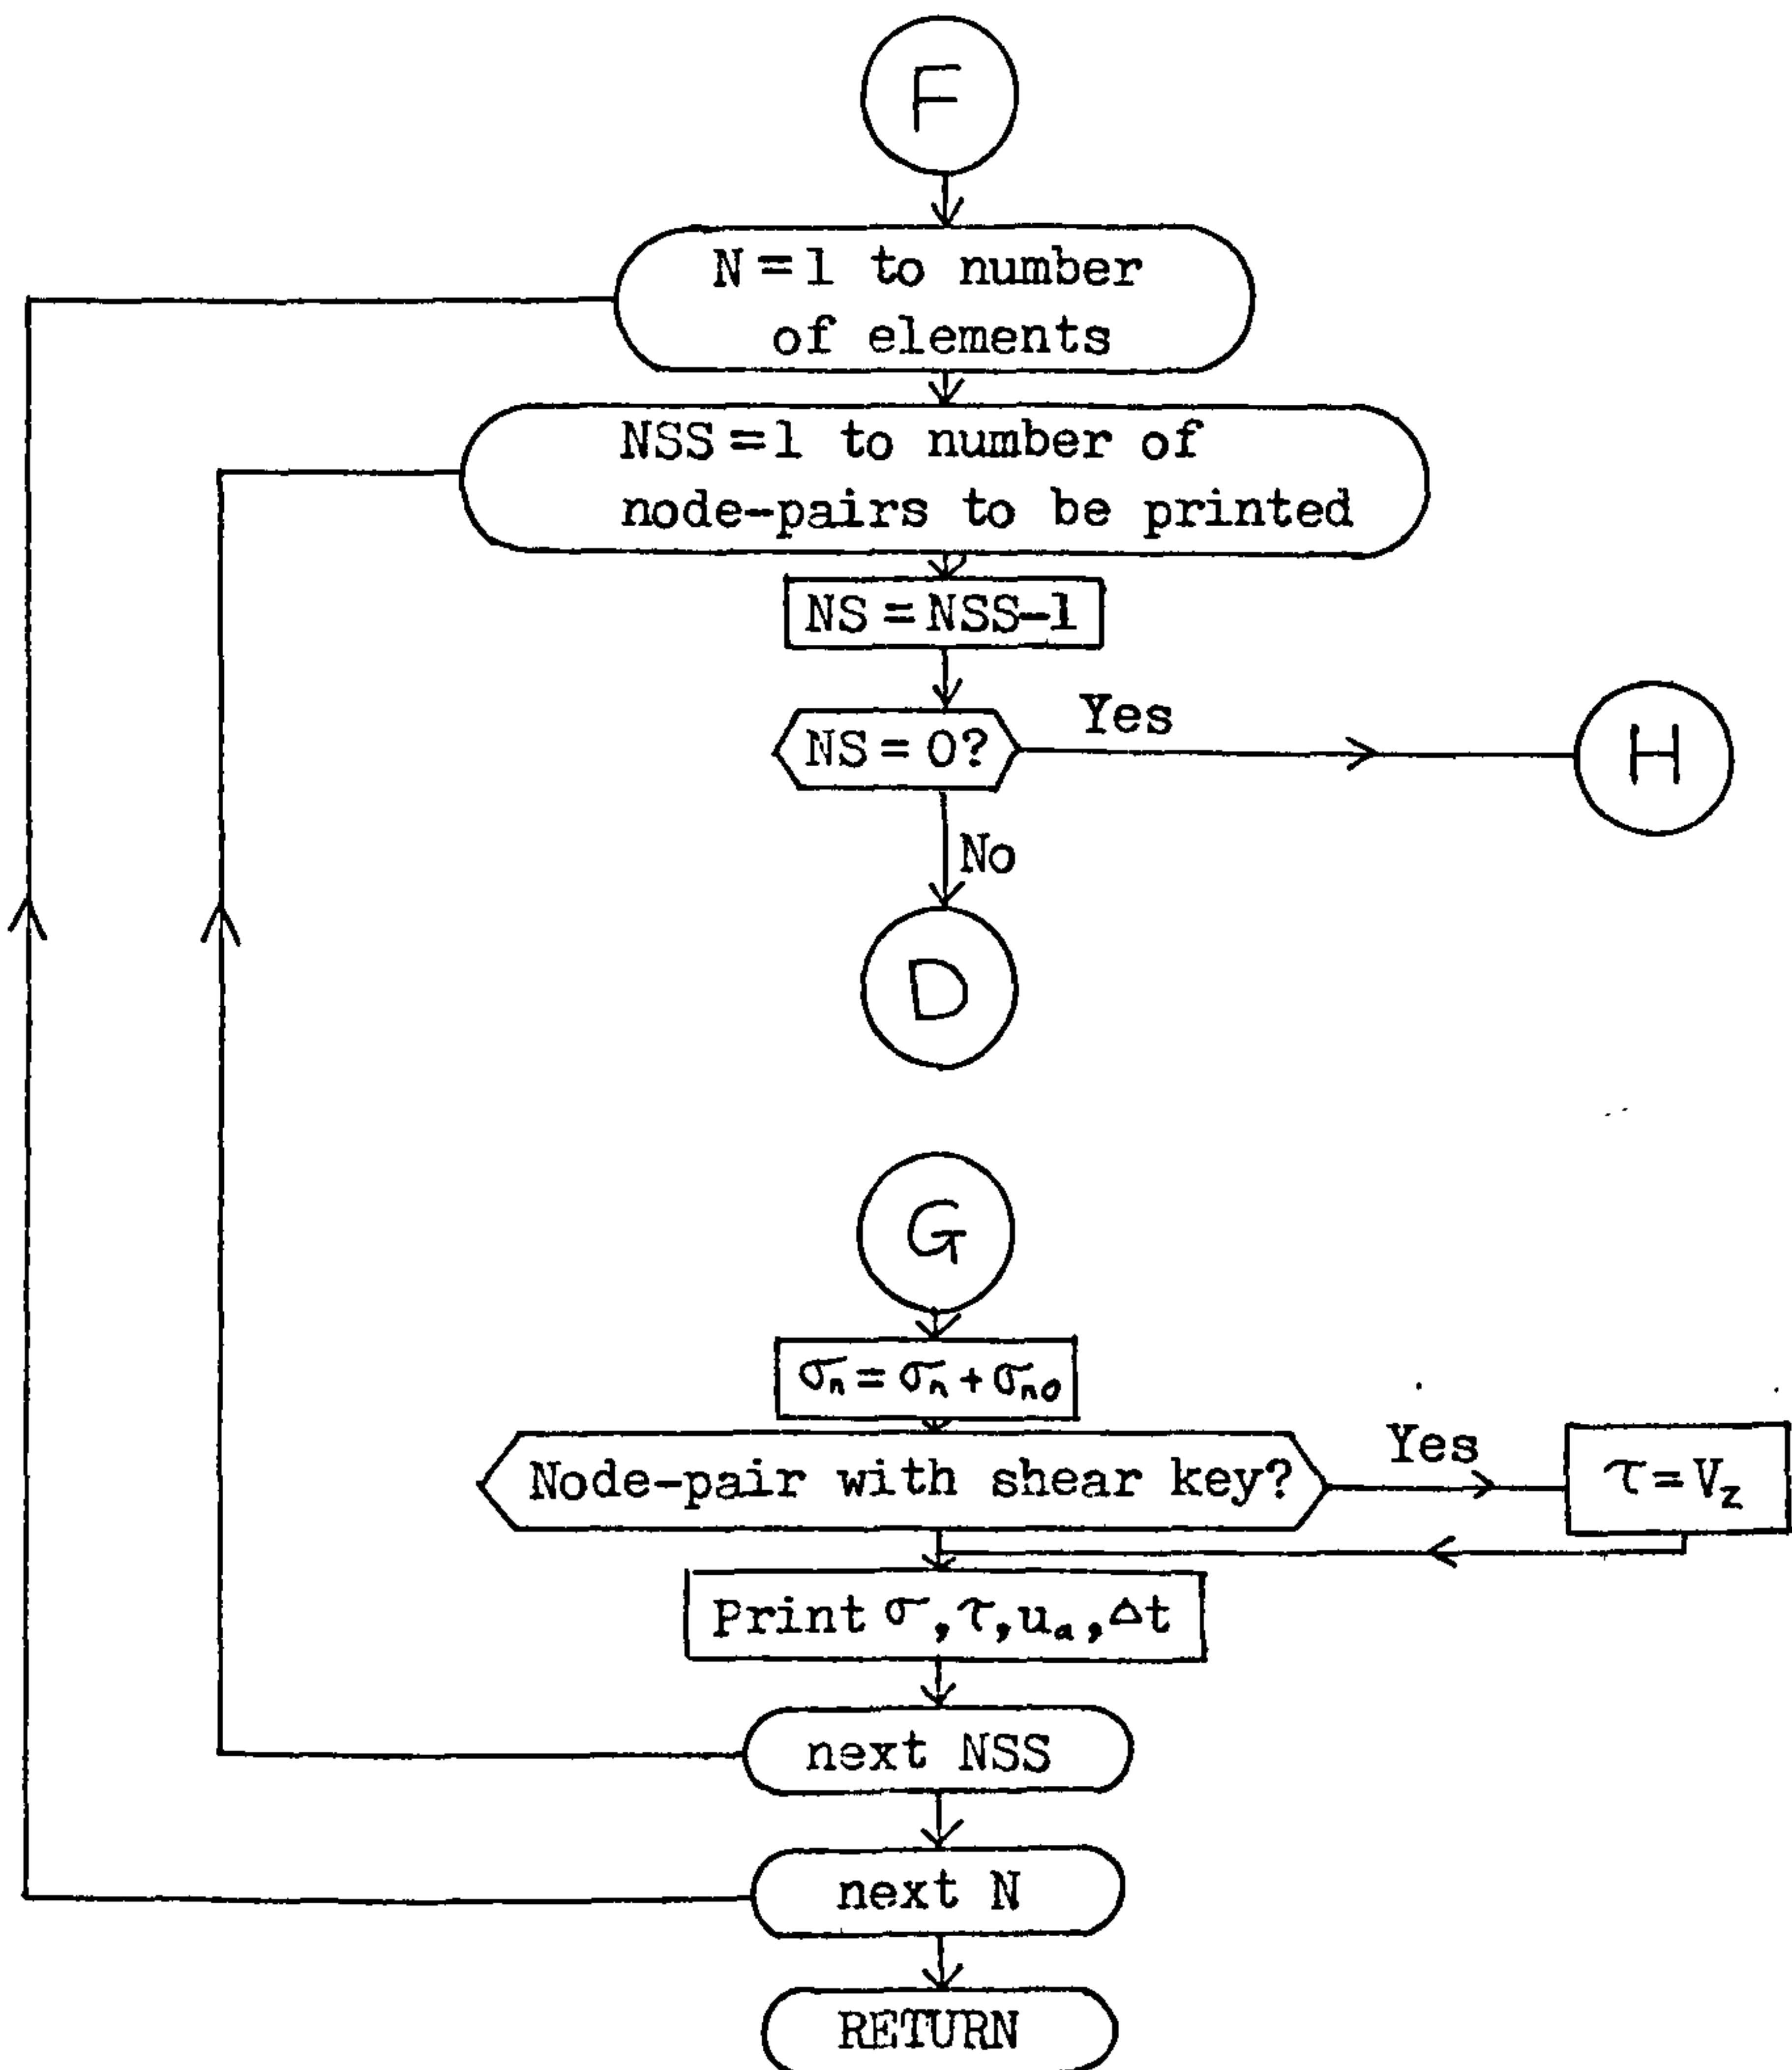 F
N=1 to number
of elements
NSS=1 to number of
node-pairs to be printed
NS=NSS-1
NS=0?
Yes
H
No
D
G
σₙ=σₙ+σₙ₀
Node-pair with shear key?
Yes
τ=V_z
Print σ,τ,uₐ,Δt
next NSS
next N
RETURN